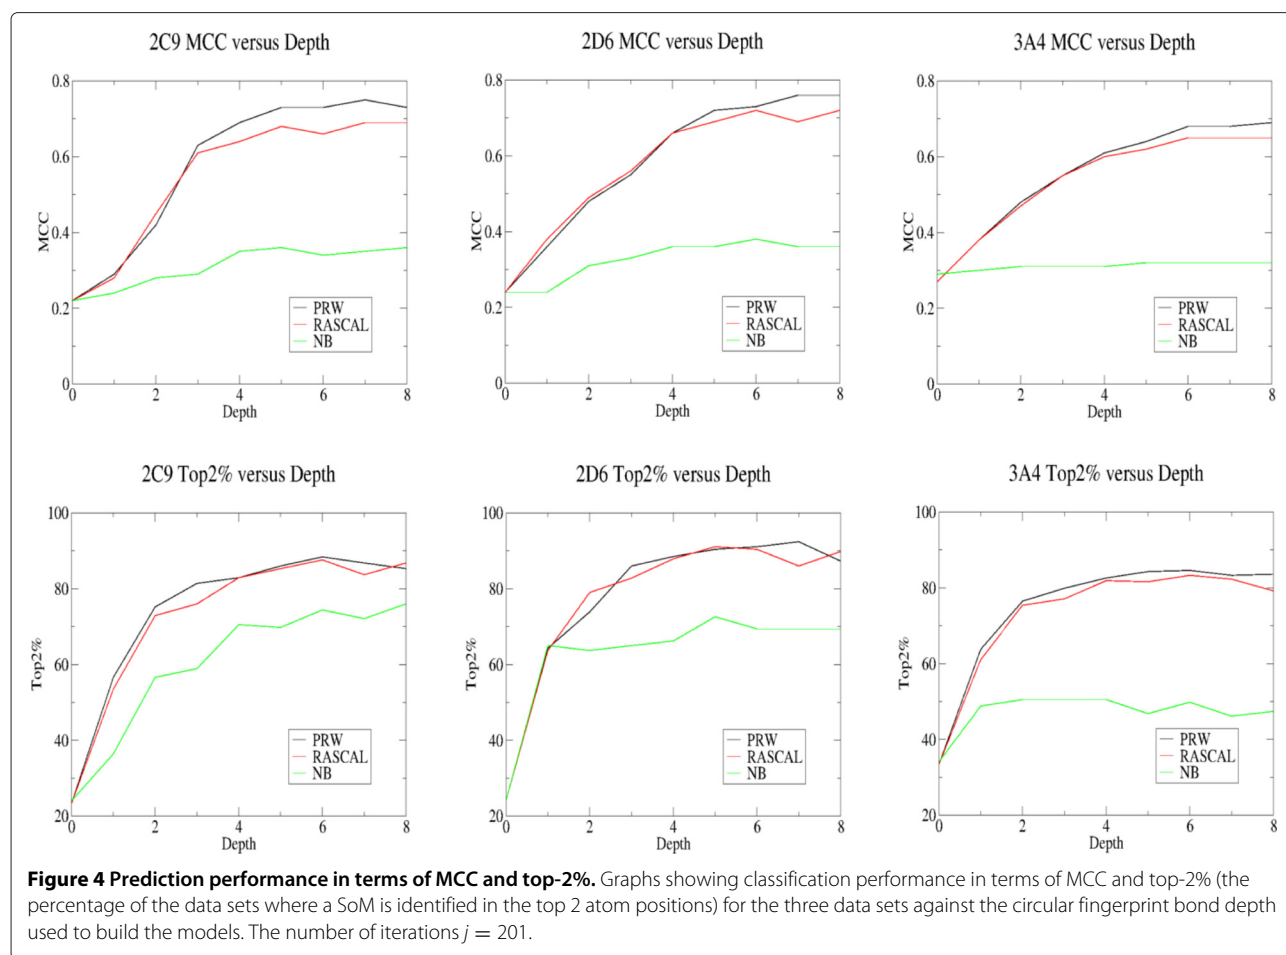 2C9 MCC versus Depth
0.8
0.6
0.4
0.2
0
MCC
PRW
RASCAL
NB
0 2 4 6 8
Depth
2D6 MCC versus Depth
0.8
0.6
0.4
0.2
0
MCC
PRW
RASCAL
NB
0 2 4 6 8
Depth
3A4 MCC versus Depth
0.8
0.6
0.4
0.2
0
MCC
PRW
RASCAL
NB
0 2 4 6 8
Depth
2C9 Top2% versus Depth
100
80
60
40
20
Top2%
PRW
RASCAL
NB
0 2 4 6 8
Depth
2D6 Top2% versus Depth
100
80
60
40
20
Top2%
PRW
RASCAL
NB
0 2 4 6 8
Depth
3A4 Top2% versus Depth
100
80
60
40
20
Top2%
PRW
RASCAL
NB
0 2 4 6 8
Depth
Figure 4 Prediction performance in terms of MCC and top-2%. Graphs showing classification performance in terms of MCC and top-2% (the
percentage of the data sets where a SoM is identified in the top 2 atom positions) for the three data sets against the circular fingerprint bond depth
used to build the models. The number of iterations j = 201.